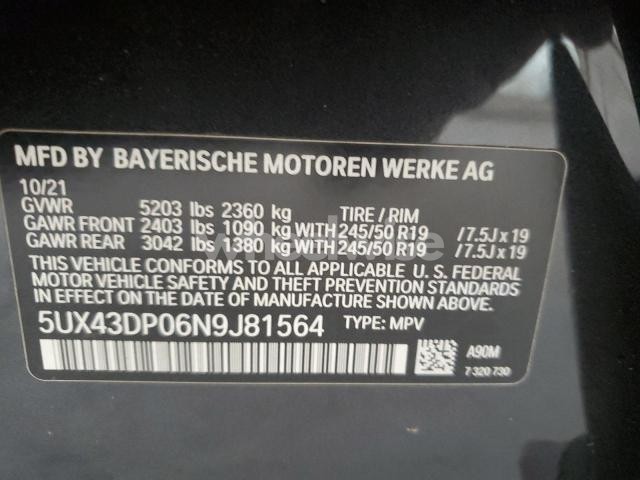 MFD BY BAYERISCHE MOTOREN WERKE AG
10/21
GVWR 5203 lbs 2360 kg TIRE / RIM
GAWR FRONT 2403 lbs 1090 kg WITH 245/50 R19 /7.5J x 19
GAWR REAR 3042 lbs 1380 kg WITH 245/50 R19 /7.5J x 19
THIS VEHICLE CONFORMS TO ALL APPLICABLE U. S. FEDERAL
MOTOR VEHICLE SAFETY AND THEFT PREVENTION STANDARDS
IN EFFECT ON THE DATE OF MANUFACTURE SHOWN ABOVE.
5UX43DP06N9J81564 TYPE: MPV
A90M
7 320 730